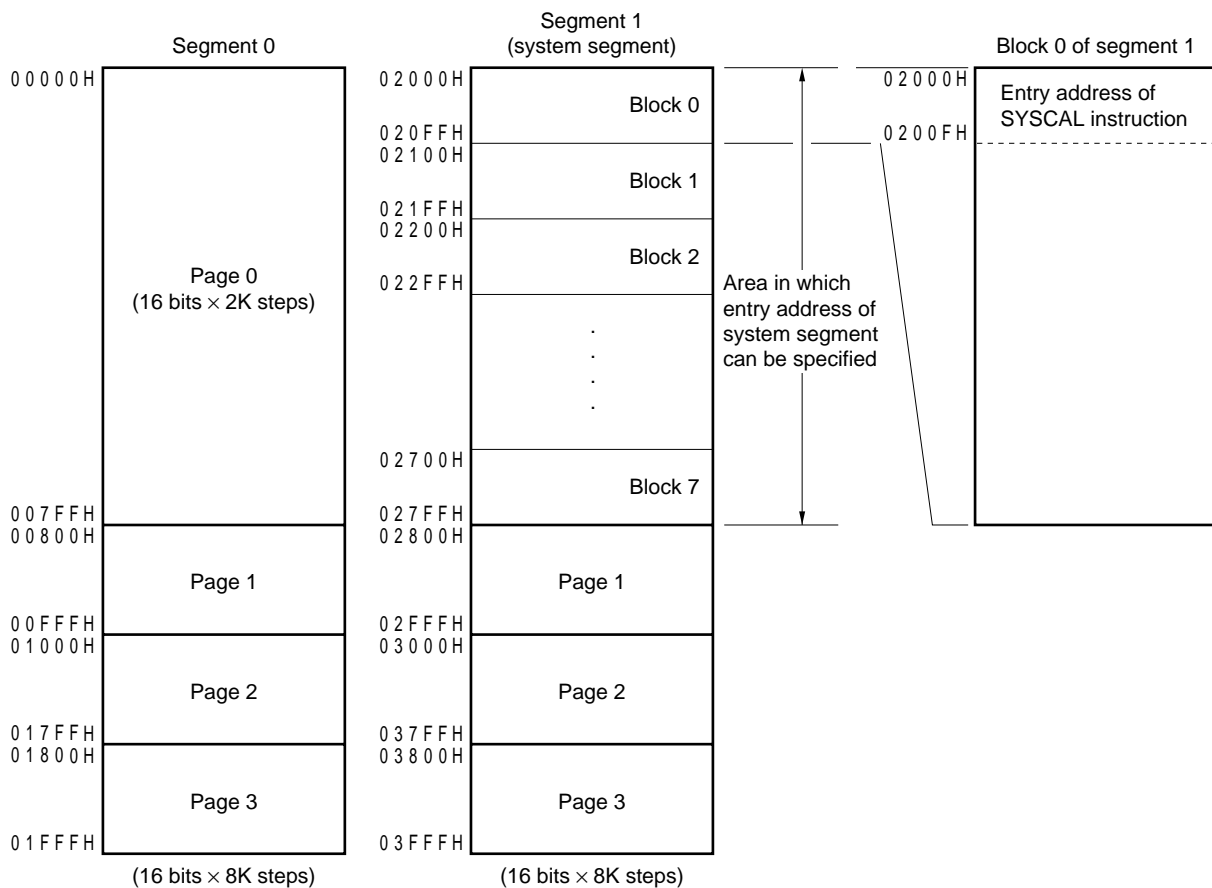 Segment 0
00000H
Page 0
(16 bits × 2K steps)
007FFH
00800H
Page 1
00FFFH
01000H
Page 2
017FFH
01800H
Page 3
01FFFH
(16 bits × 8K steps)
Segment 1
(system segment)
02000H
Block 0
020FFH
02100H
Block 1
021FFH
02200H
Block 2
022FFH
.
.
.
.
02700H
Block 7
027FFH
02800H
Page 1
02FFFH
03000H
Page 2
037FFH
03800H
Page 3
03FFFH
(16 bits × 8K steps)
Area in which
entry address of
system segment
can be specified
Block 0 of segment 1
02000H
Entry address of
SYSCAL instruction
0200FH